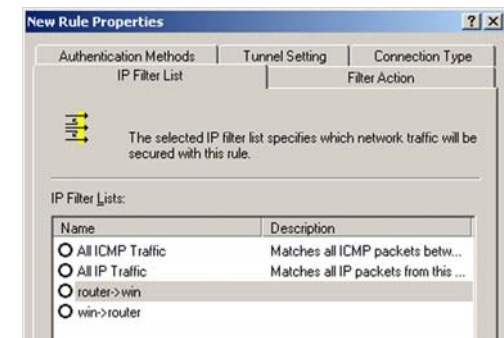 New Rule Properties
Authentication Methods
Tunnel Setting
Connection Type
IP Filter List
Filter Action
The selected IP filter list specifies which network traffic will be
secured with this rule.
IP Filter Lists:
Name
Description
All ICMP Traffic
Matches all ICMP packets betw...
All IP Traffic
Matches all IP packets from this ...
router->win
win->router